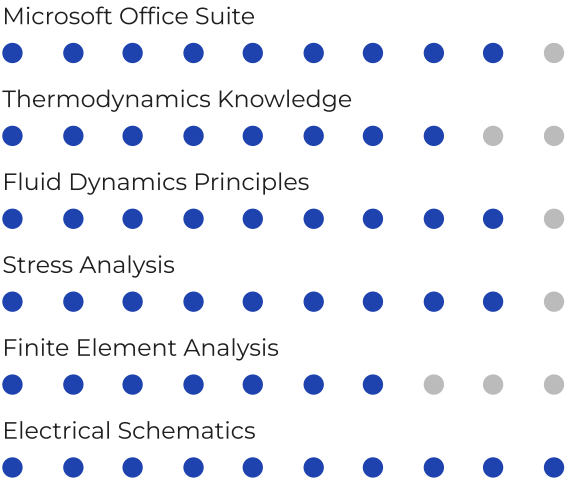 Microsoft Office Suite
Thermodynamics Knowledge
Fluid Dynamics Principles
Stress Analysis
Finite Element Analysis
Electrical Schematics